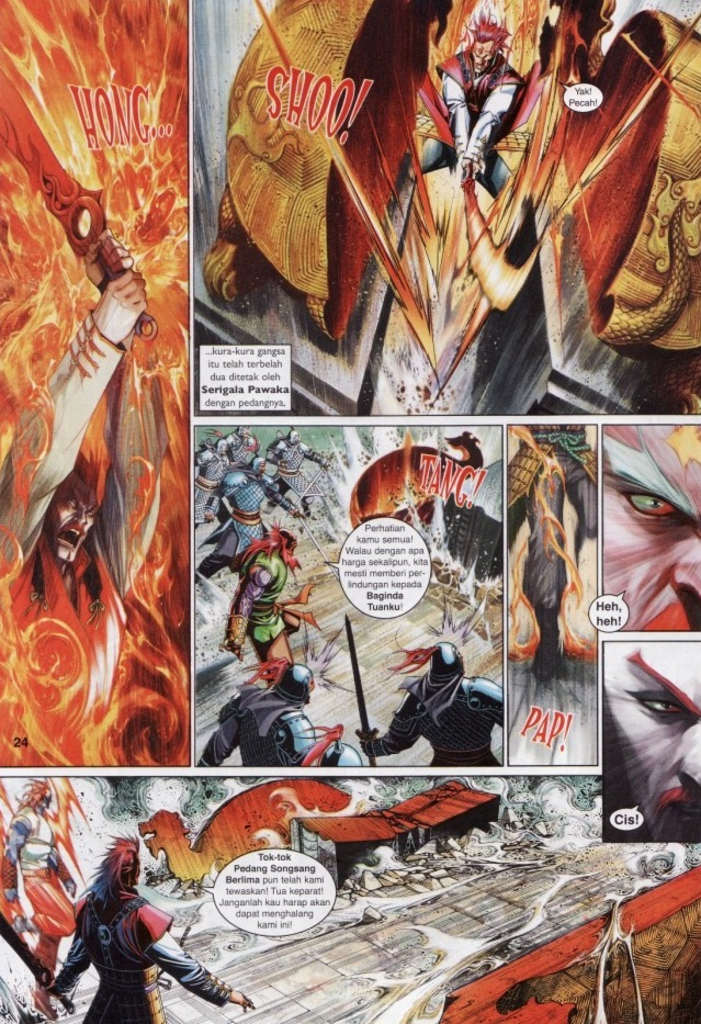 HONG...
SHOO!
Yak!
Pecah!
...kura-kura gangsa
itu telah terbelah
dua ditetak oleh
Serigala Pawaka
dengan pedangnya.
TANG!
Perhatian
kamu semua!
Walau dengan apa
harga sekalipun, kita
mesti memberi per-
lindungan kepada
Baginda
Tuanku!
PAP!
Heh,
heh!
Cis!
24
Tok-tok
Pedang Songsang
Berlima pun telah kami
tewaskan! Tua keparat!
Janganlah kau harap akan
dapat menghalang
kami ini!